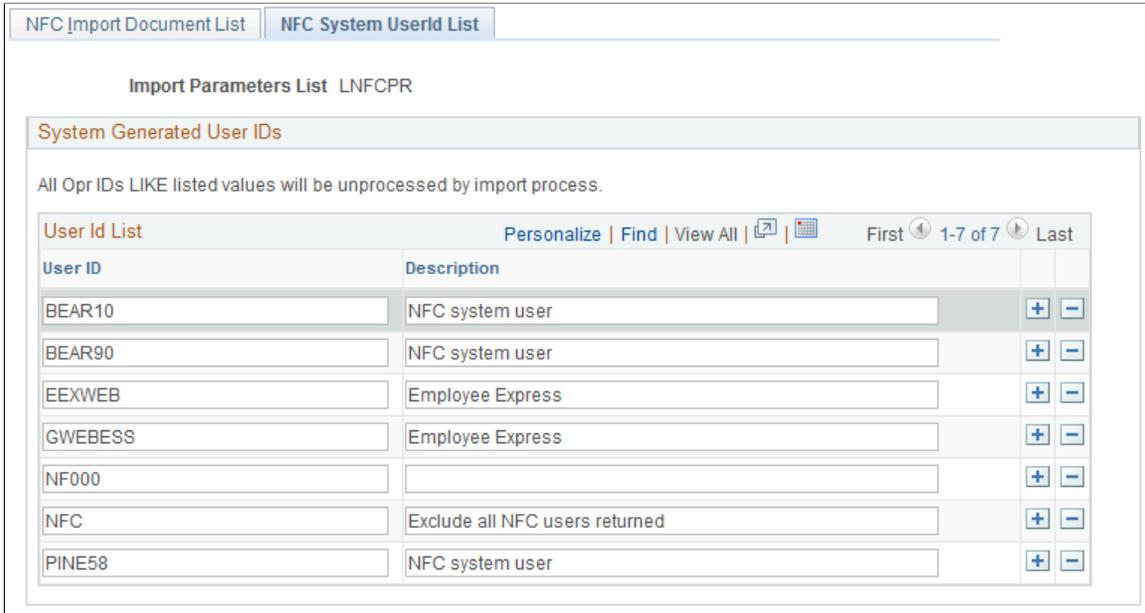 NFC Import Document List NFC System UserId List
Import Parameters List LNFCPR
System Generated User IDs
All Opr IDs LIKE listed values will be unprocessed by import process.
User Id List Personalize | Find | View All | | First 1-7 of 7 Last
User ID Description
BEAR10 NFC system user
BEAR90 NFC system user
EEXWEB Employee Express
GWEBESS Employee Express
NF000
NFC Exclude all NFC users returned
PINE58 NFC system user